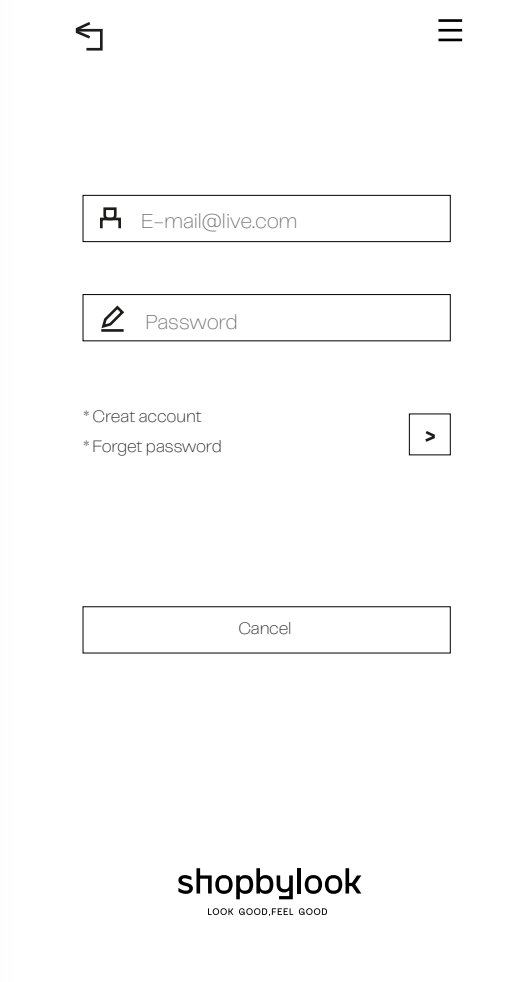 E-mail@live.com
Password
* Creat account
* Forget password
>
Cancel
shopbylook
LOOK GOOD,FEEL GOOD